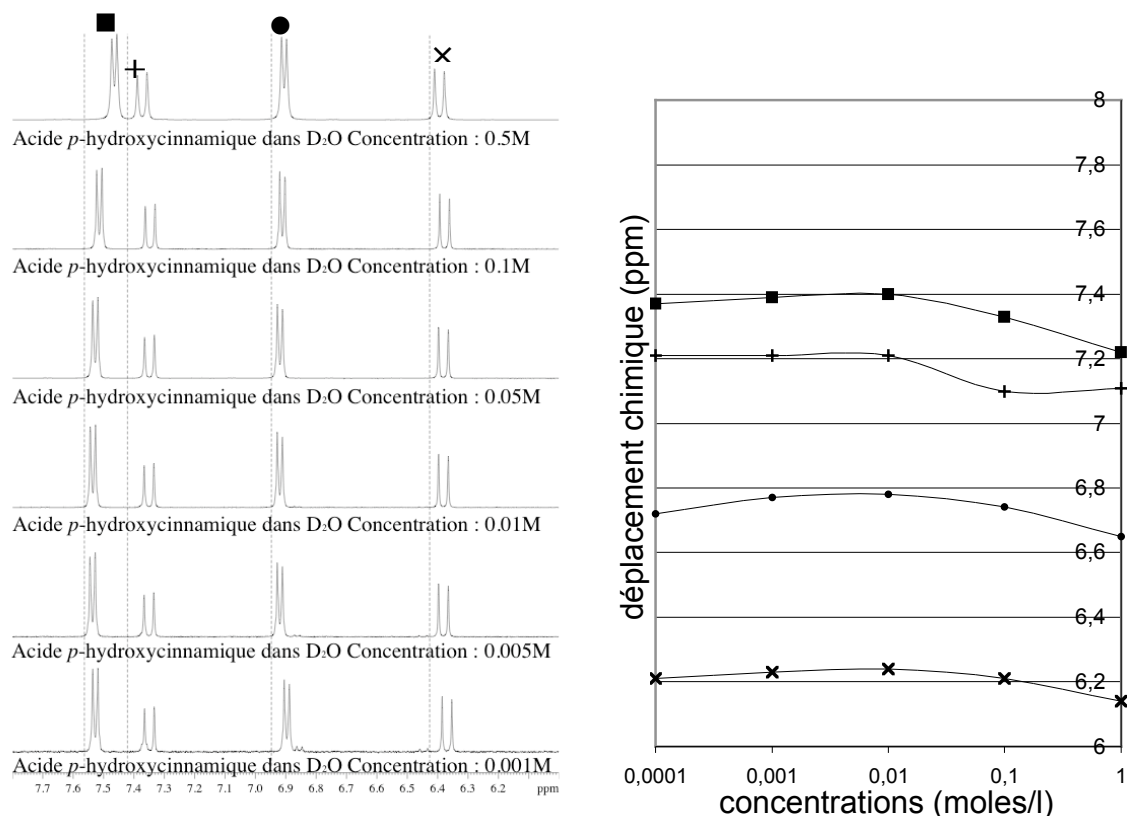 Acide p-hydroxycinnamique dans D₂O Concentration : 0.5M
Acide p-hydroxycinnamique dans D₂O Concentration : 0.1M
Acide p-hydroxycinnamique dans D₂O Concentration : 0.05M
Acide p-hydroxycinnamique dans D₂O Concentration : 0.01M
Acide p-hydroxycinnamique dans D₂O Concentration : 0.005M
Acide p-hydroxycinnamique dans D₂O Concentration : 0.001M
7.7 7.6 7.5 7.4 7.3 7.2 7.1 7.0 6.9 6.8 6.7 6.6 6.5 6.4 6.3 6.2 ppm
déplacement chimique (ppm)
8
7,8
7,6
7,4
7,2
7
6,8
6,6
6,4
6,2
6
0,0001 0,001 0,01 0,1 1
concentrations (moles/l)